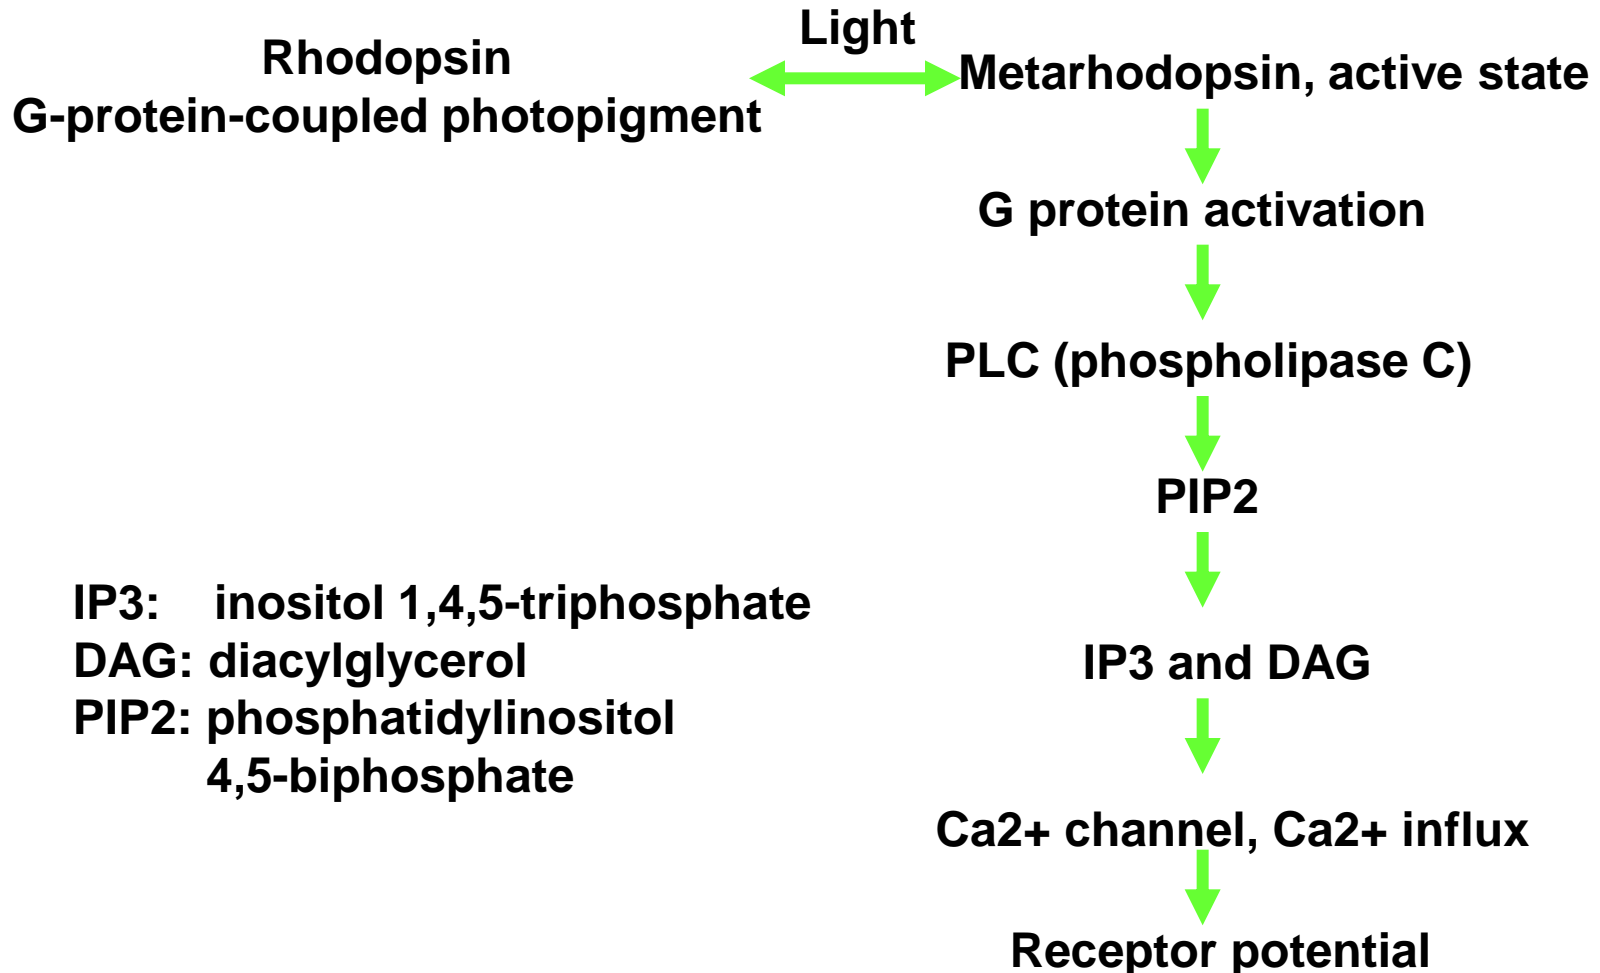 Light
Rhodopsin
G-protein-coupled photopigment
Metarhodopsin, active state
G protein activation
PLC (phospholipase C)
PIP2
IP3 and DAG
Ca2+ channel, Ca2+ influx
Receptor potential
IP3: inositol 1,4,5-triphosphate
DAG: diacylglycerol
PIP2: phosphatidylinositol
4,5-biphosphate